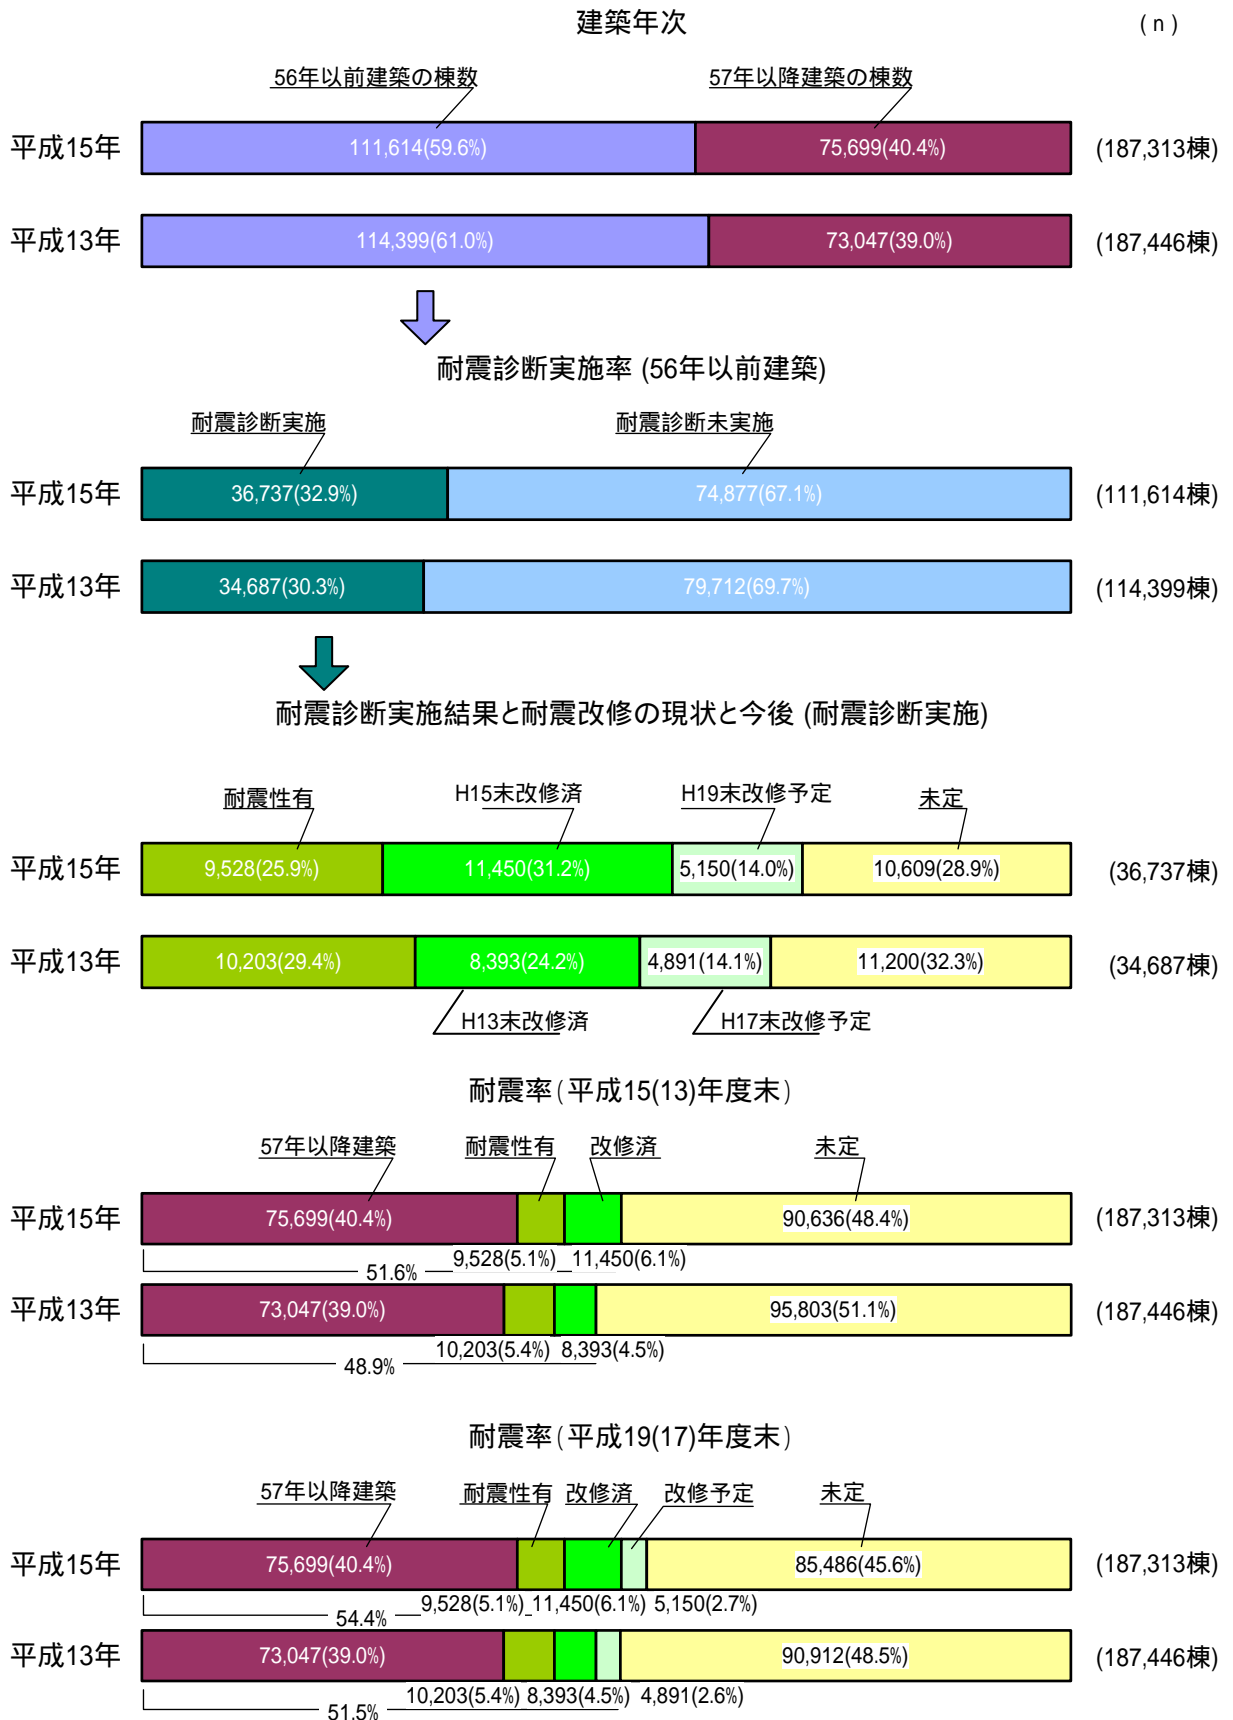 建築年次 (n)
56年以前建築の棟数 57年以降建築の棟数
平成15年 111,614(59.6%) 75,699(40.4%) (187,313棟)
平成13年 114,399(61.0%) 73,047(39.0%) (187,446棟)
耐震診断実施率 (56年以前建築)
耐震診断実施 耐震診断未実施
平成15年 36,737(32.9%) 74,877(67.1%) (111,614棟)
平成13年 34,687(30.3%) 79,712(69.7%) (114,399棟)
耐震診断実施結果と耐震改修の現状と今後 (耐震診断実施)
耐震性有 H15末改修済 H19末改修予定 未定
平成15年 9,528(25.9%) 11,450(31.2%) 5,150(14.0%) 10,609(28.9%) (36,737棟)
平成13年 10,203(29.4%) 8,393(24.2%) 4,891(14.1%) 11,200(32.3%) (34,687棟)
H13末改修済 H17末改修予定
耐震率(平成15(13)年度末)
57年以降建築 耐震性有 改修済 未定
平成15年 75,699(40.4%) 90,636(48.4%) (187,313棟)
9,528(5.1%) 11,450(6.1%)
51.6%
平成13年 73,047(39.0%) 95,803(51.1%) (187,446棟)
10,203(5.4%) 8,393(4.5%)
48.9%
耐震率(平成19(17)年度末)
57年以降建築 耐震性有 改修済 改修予定 未定
平成15年 75,699(40.4%) 85,486(45.6%) (187,313棟)
9,528(5.1%) 11,450(6.1%) 5,150(2.7%)
54.4%
平成13年 73,047(39.0%) 90,912(48.5%) (187,446棟)
10,203(5.4%) 8,393(4.5%) 4,891(2.6%)
51.5%